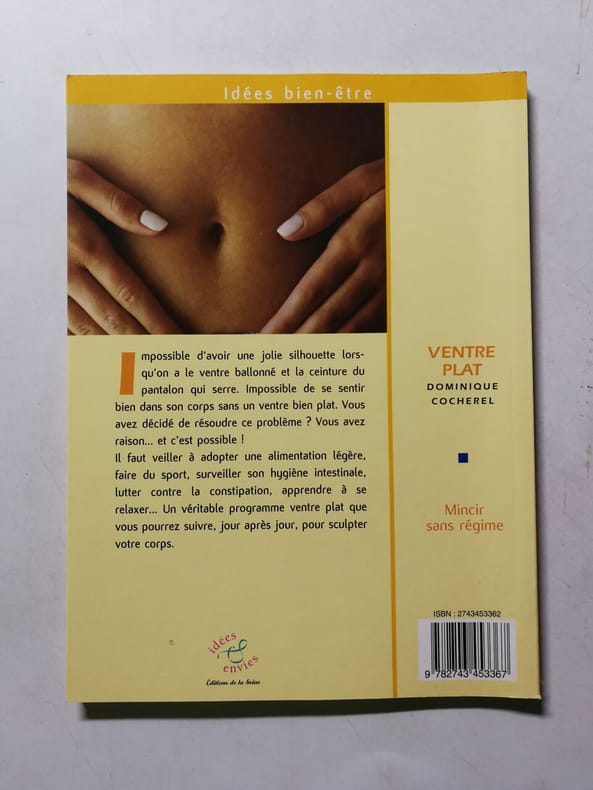 Idées bien-être
Impossible d'avoir une jolie silhouette lors-
qu'on a le ventre ballonné et la ceinture du
pantalon qui serre. Impossible de se sentir
bien dans son corps sans un ventre bien plat. Vous
avez décidé de résoudre ce problème ? Vous avez
raison... et c'est possible !
Il faut veiller à adopter une alimentation légère,
faire du sport, surveiller son hygiène intestinale,
lutter contre la constipation, apprendre à se
relaxer... Un véritable programme ventre plat que
vous pourrez suivre, jour après jour, pour sculpter
votre corps.
idées
&
envies
Éditions de la Seine
VENTRE
PLAT
DOMINIQUE
COCHEREL
Mincir
sans régime
ISBN : 2743453362
9 782743 453367